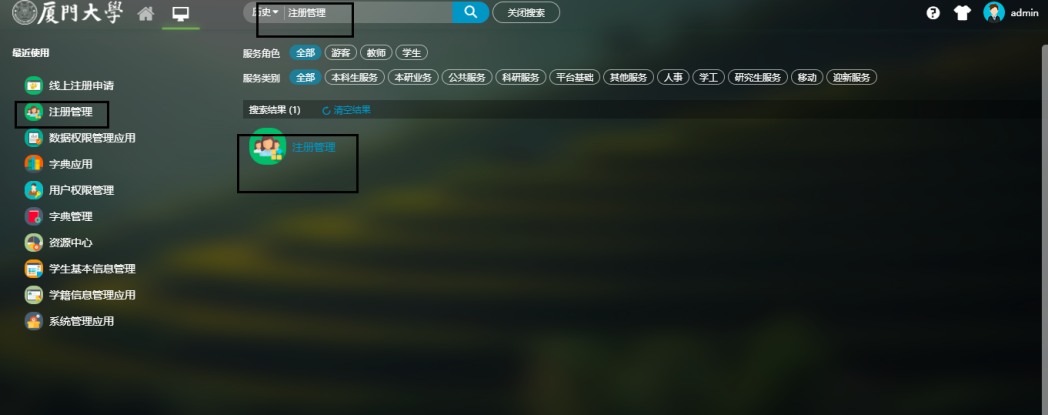 厦門大學
历史 注册管理 关闭搜索 admin
最近使用
线上注册申请
注册管理
数据权限管理应用
字典应用
用户权限管理
字典管理
资源中心
学生基本信息管理
学籍信息管理应用
系统管理应用
服务角色 全部 游客 教师 学生
服务类别 全部 本科生服务 本研业务 公共服务 科研服务 平台基础 其他服务 人事 学工 研究生服务 移动 迎新服务
搜索结果 (1) 清空结果
注册管理